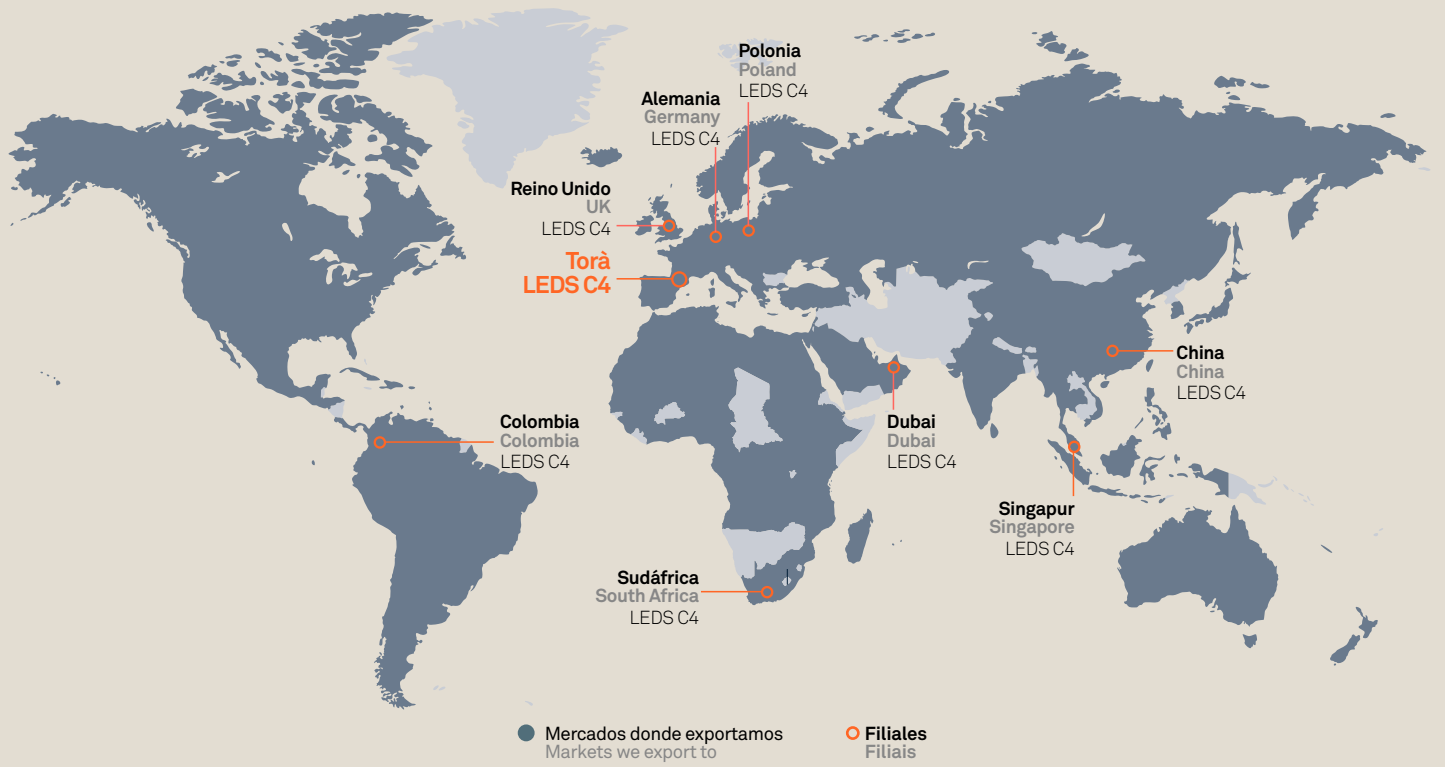 Polonia
Poland
LEDS C4
Alemania
Germany
LEDS C4
Reino Unido
UK
LEDS C4
Torà
LEDS C4
China
China
LEDS C4
Colombia
Colombia
LEDS C4
Dubai
Dubai
LEDS C4
Singapur
Singapore
LEDS C4
Sudáfrica
South Africa
LEDS C4
Mercados donde exportamos
Markets we export to
Filiales
Filiais